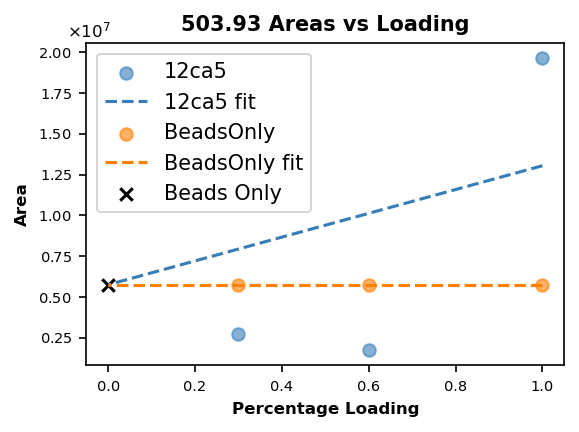 503.93 Areas vs Loading
×10⁷
2.00
1.75
1.50
1.25
1.00
0.75
0.50
0.25
Area
12ca5
12ca5 fit
BeadsOnly
BeadsOnly fit
Beads Only
0.0 0.2 0.4 0.6 0.8 1.0
Percentage Loading